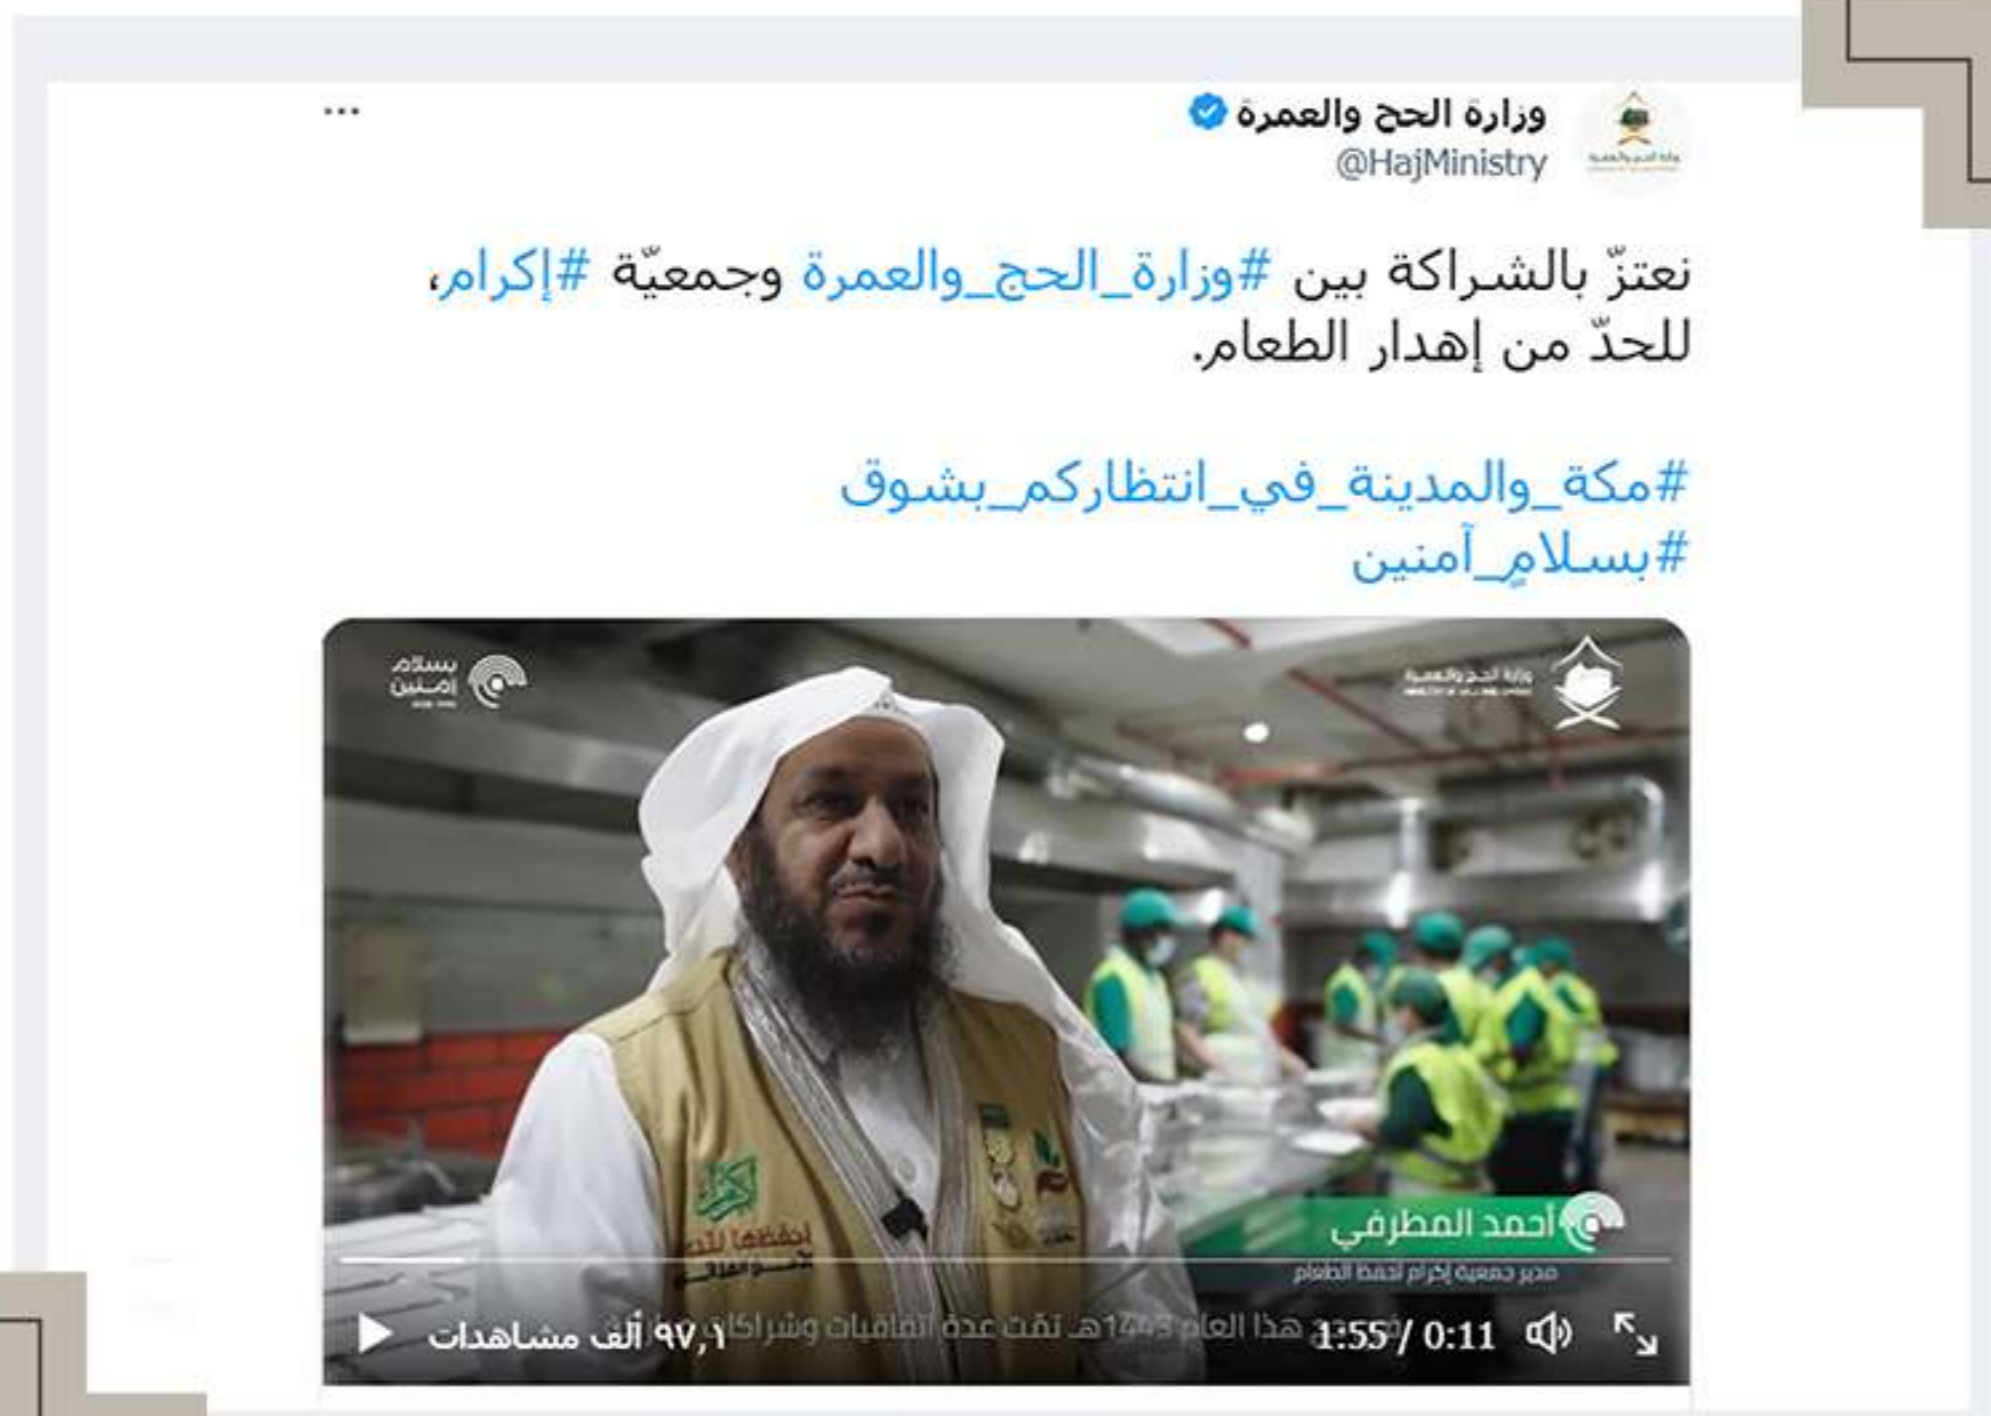 وزارة الحج والعمرة
@HajMinistry
نعتزّ بالشراكة بين #وزارة_الحج_والعمرة وجمعيّة #إكرام،
للحدّ من إهدار الطعام.
#مكة_والمدينة_في_انتظاركم_بشوق
#بسلامٍ_آمنين
بسلام
آمنين
وزارة الحج والعمرة
إكرام
أحمد المطرفي
مدير جمعية إكرام لحفظ الطعام
هذا العام 1443هـ تمّت عدة اتفاقيات وشراكات
٩٧,١ ألف مشاهدات
0:11 / 1:55